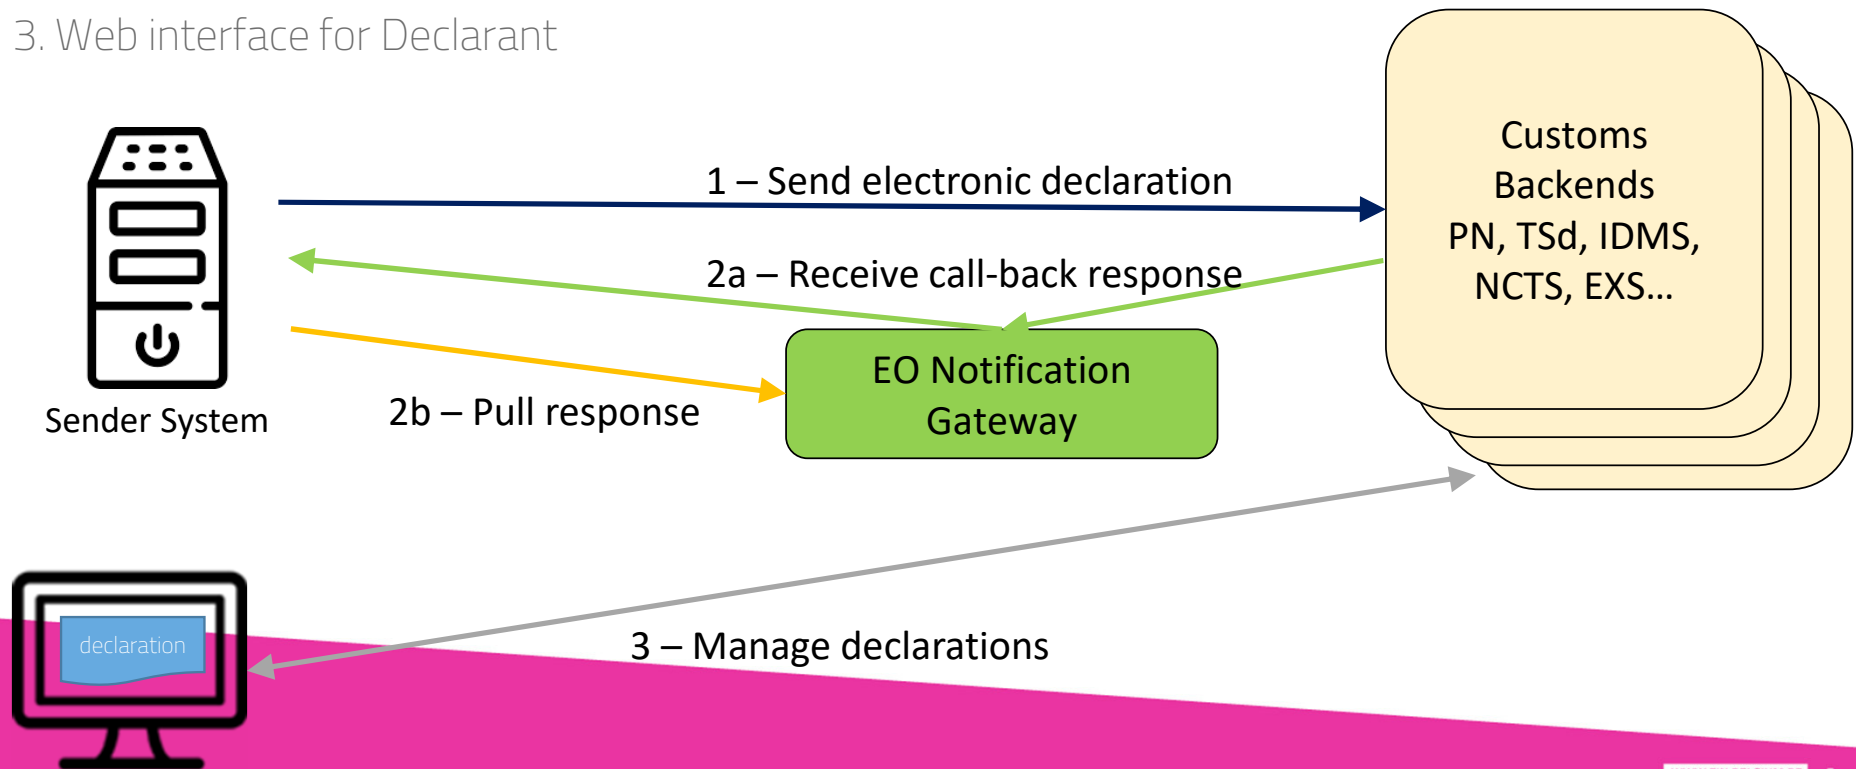 3. Web interface for Declarant
1 – Send electronic declaration
2a – Receive call-back response
Customs
Backends
PN, TSd, IDMS,
NCTS, EXS...
EO Notification
Gateway
2b – Pull response
Sender System
declaration
3 – Manage declarations